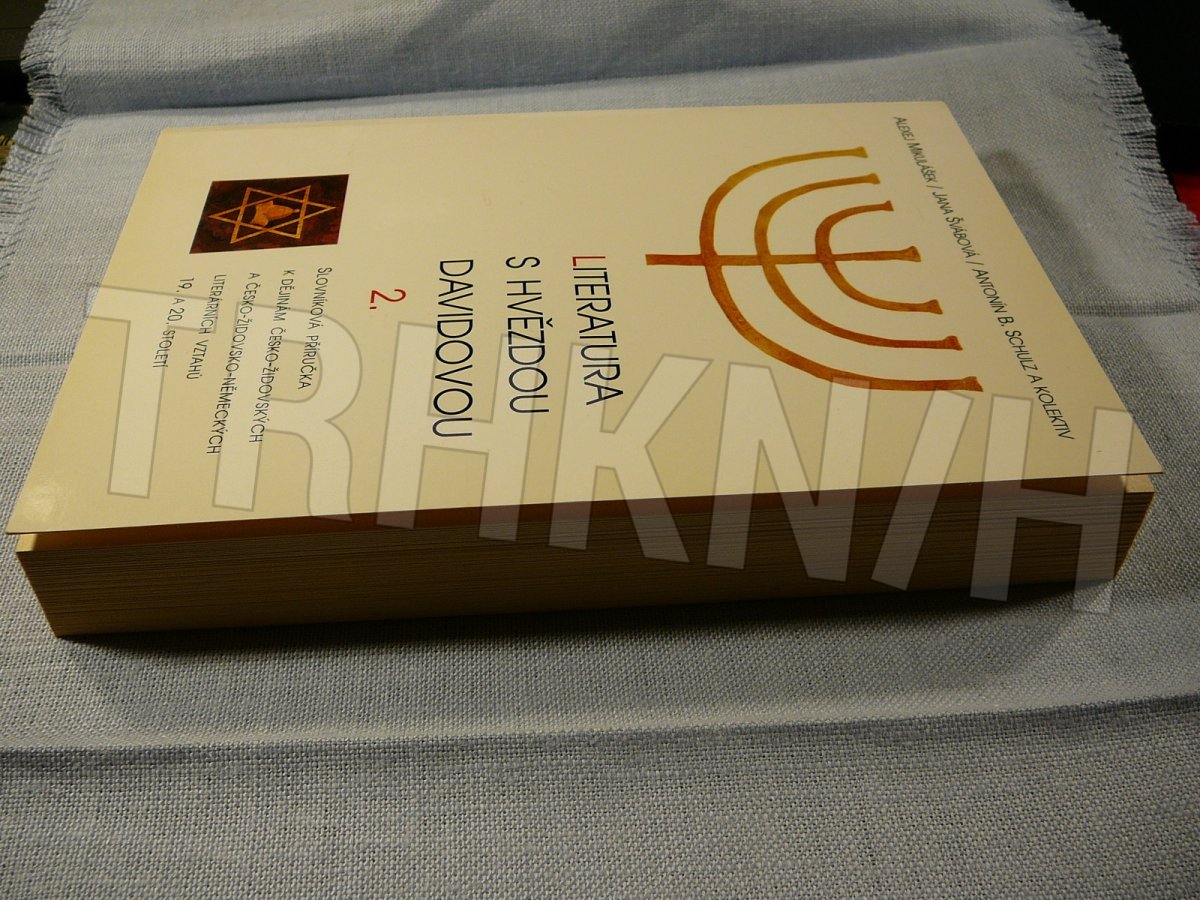 ALEXEJ MIKULÁŠEK / JANA ŠVÁBOVÁ / ANTONÍN B. SCHULZ A KOLEKTIV
LITERATURA
S HVĚZDOU
DAVIDOVOU
2.
SLOVNÍKOVÁ PŘÍRUČKA
K DĚJINÁM ČESKO-ŽIDOVSKÝCH
A ČESKO-ŽIDOVSKO-NĚMECKÝCH
LITERÁRNÍCH VZTAHŮ
19. A 20. STOLETÍ
TRHKNIH